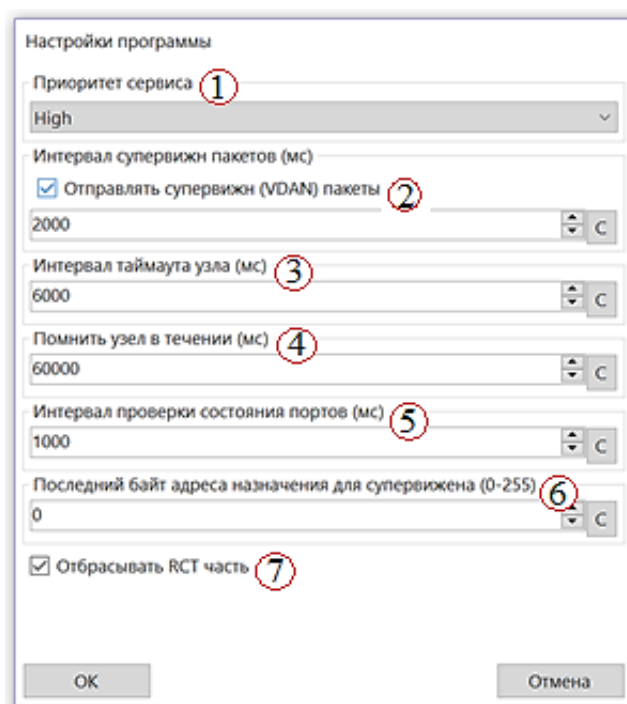 Настройки программы
Приоритет сервиса 1
High
Интервал супервижн пакетов (мс)
Отправлять супервижн (VDAN) пакеты 2
2000 C
Интервал таймаута узла (мс) 3
6000 C
Помнить узел в течении (мс) 4
60000 C
Интервал проверки состояния портов (мс) 5
1000 C
Последний байт адреса назначения для супервижена (0-255) 6
0 C
Отбрасывать RCT часть 7
OK Отмена